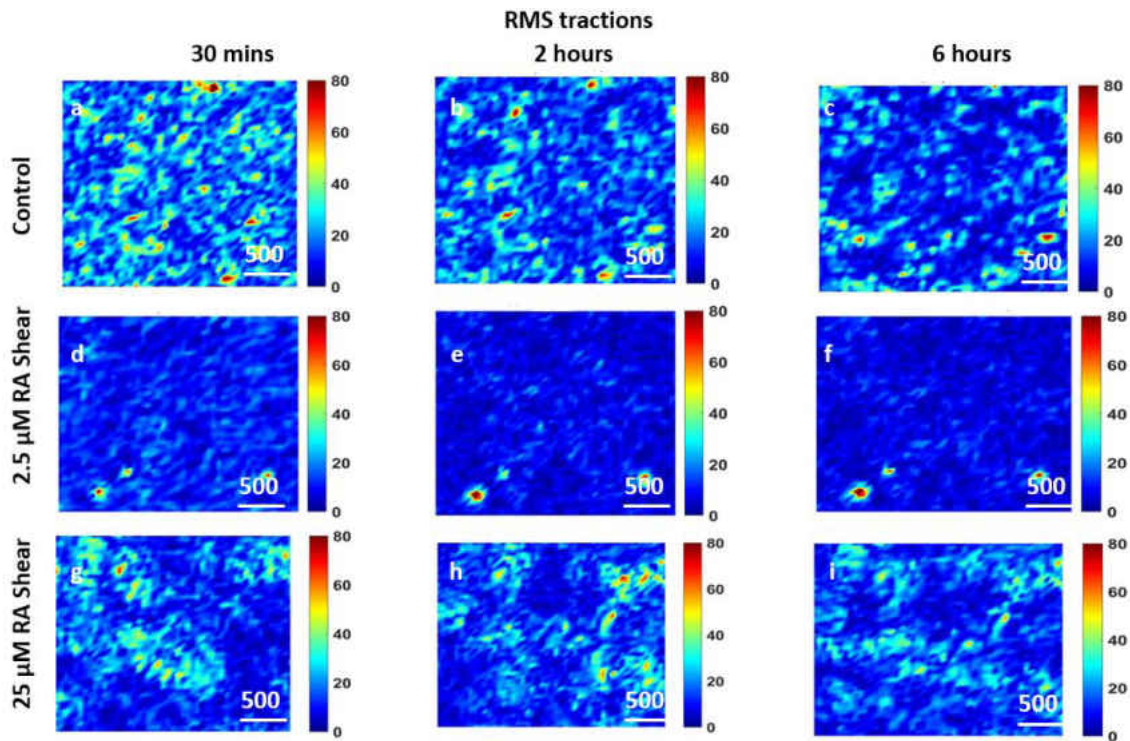 RMS tractions
30 mins 2 hours 6 hours
Control
a 500 80 60 40 20 0
b 500 80 60 40 20 0
c 500 80 60 40 20 0
2.5 µM RA Shear
d 500 80 60 40 20 0
e 500 80 60 40 20 0
f 500 80 60 40 20 0
25 µM RA Shear
g 500 80 60 40 20 0
h 500 80 60 40 20 0
i 500 80 60 40 20 0